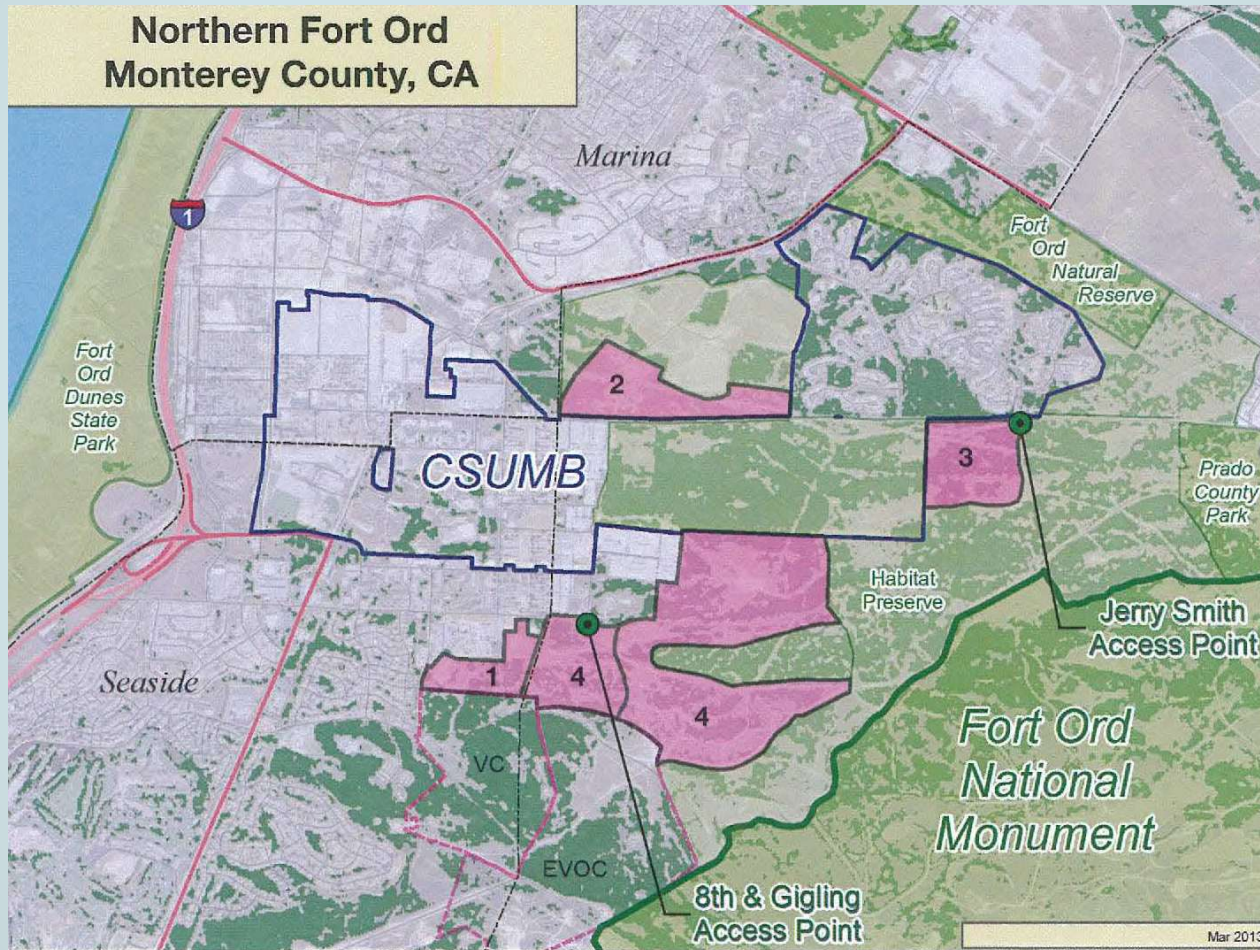 Northern Fort Ord
Monterey County, CA
Marina
1
Fort
Ord
Natural
Reserve
Fort
Ord
Dunes
State
Park
2
CSUMB
3
Prado
County
Park
Habitat
Preserve
Jerry Smith
Access Point
Seaside
1
4
4
Fort Ord
National
Monument
VC
EVOC
8th & Gigling
Access Point
Mar 2013